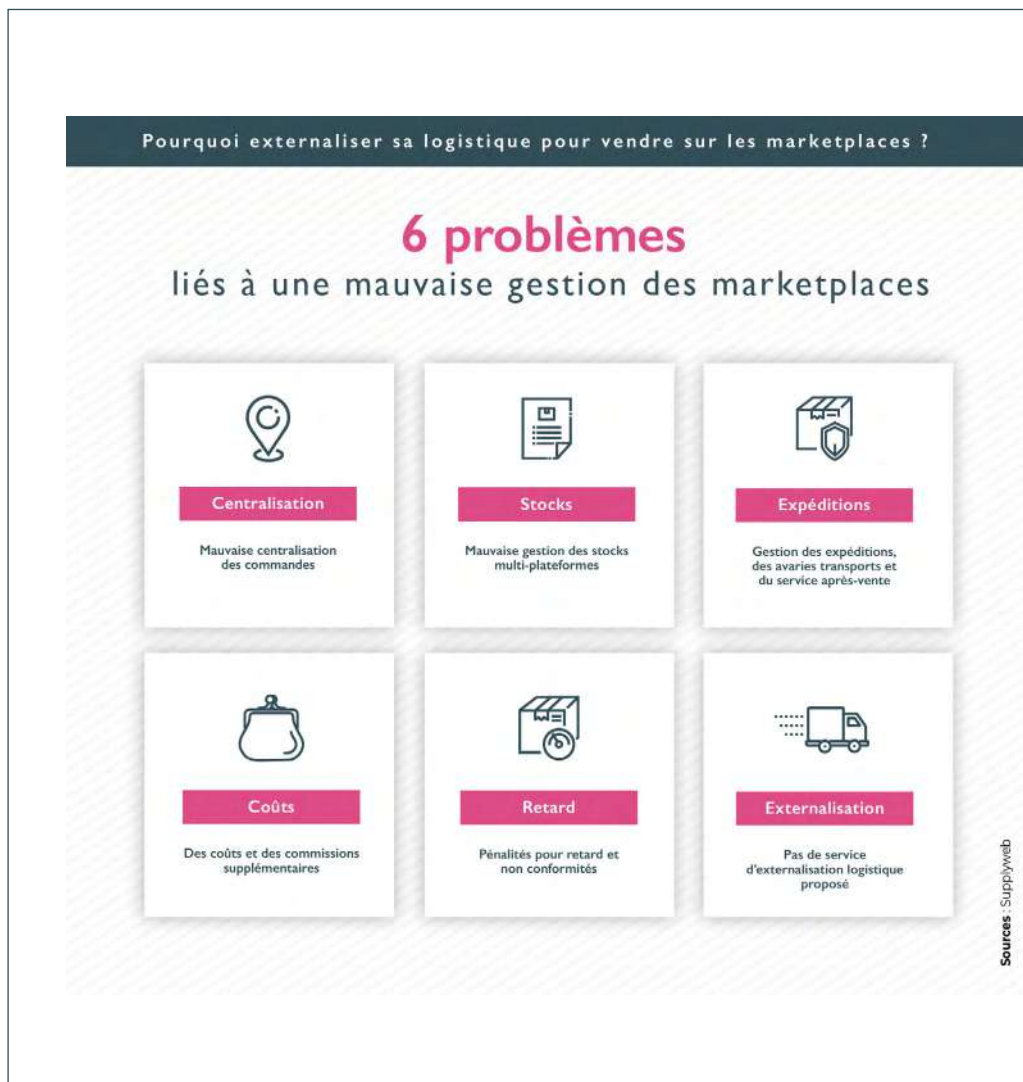 Pourquoi externaliser sa logistique pour vendre sur les marketplaces ?
6 problèmes
liés à une mauvaise gestion des marketplaces
Centralisation
Mauvaise centralisation
des commandes
Stocks
Mauvaise gestion des stocks
multi-plateformes
Expéditions
Gestion des expéditions,
des avaries transports et
du service après-vente
Coûts
Des coûts et des commissions
supplémentaires
Retard
Pénalités pour retard et
non conformités
Externalisation
Pas de service
d'externalisation logistique
proposé
Sources : Supplyweb